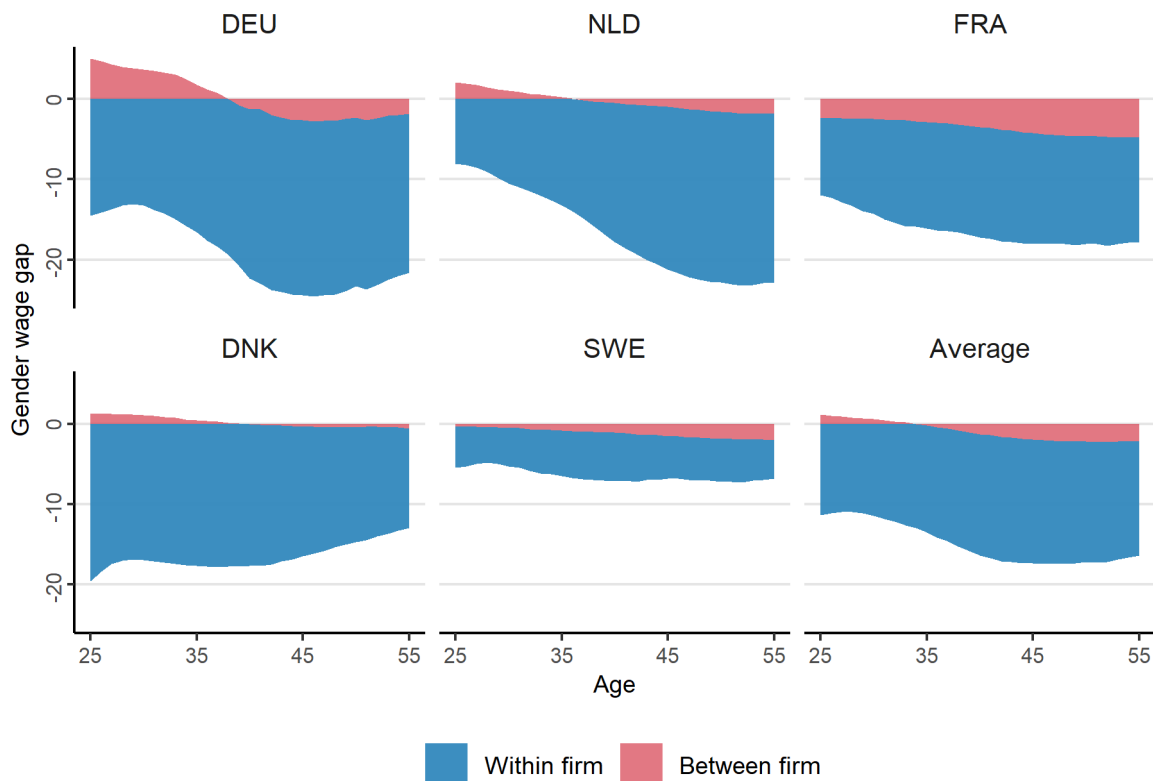 DEU NLD FRA
0
-10
-20
DNK SWE Average
Gender wage gap
0
-10
-20
25 35 45 55 25 35 45 55 25 35 45 55
Age
Within firm Between firm